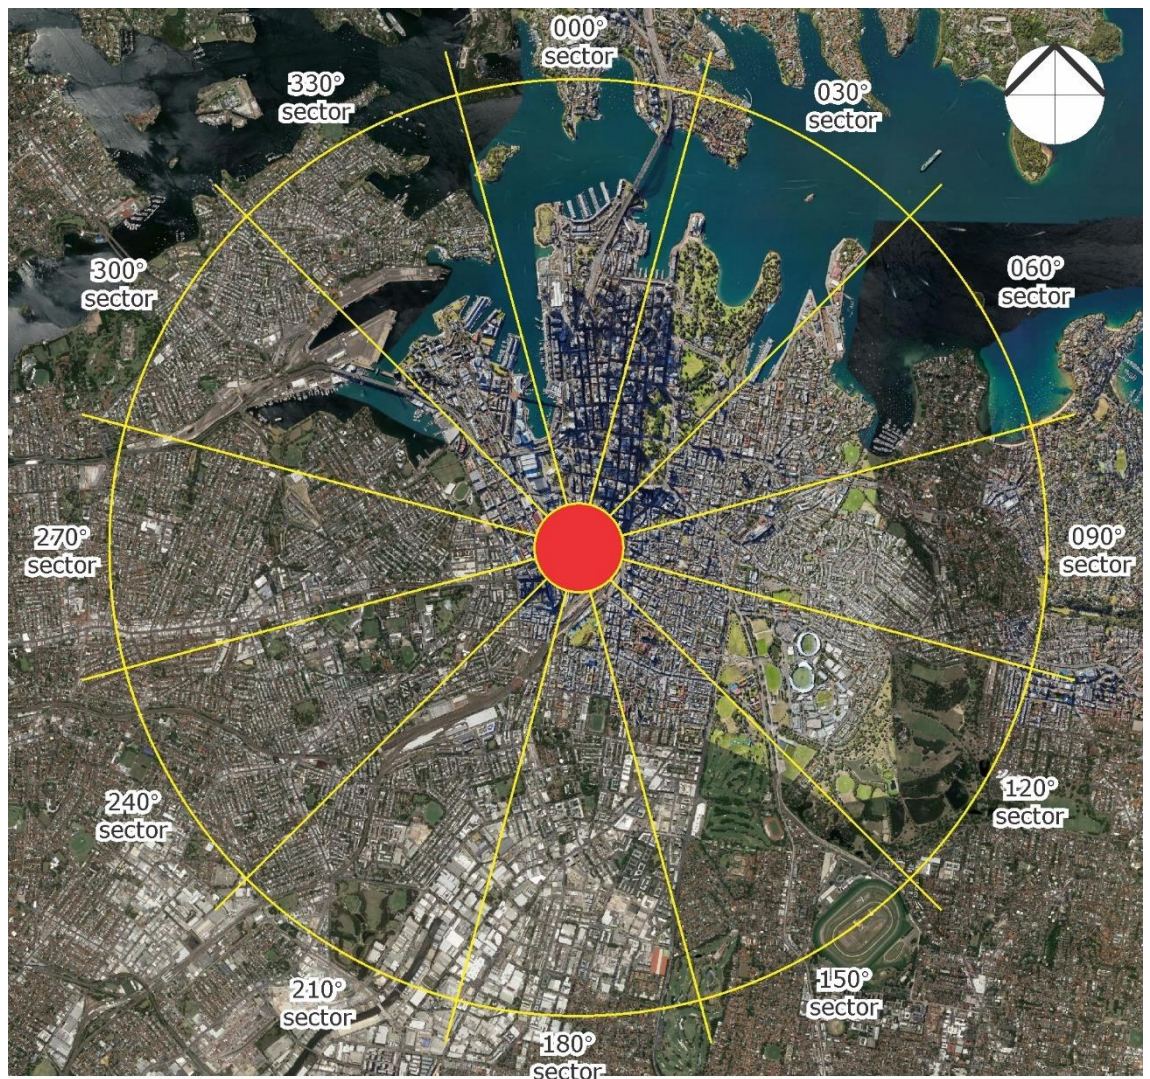 000°
sector
330°
sector
030°
sector
300°
sector
060°
sector
270°
sector
090°
sector
240°
sector
120°
sector
210°
sector
150°
sector
180°
sector